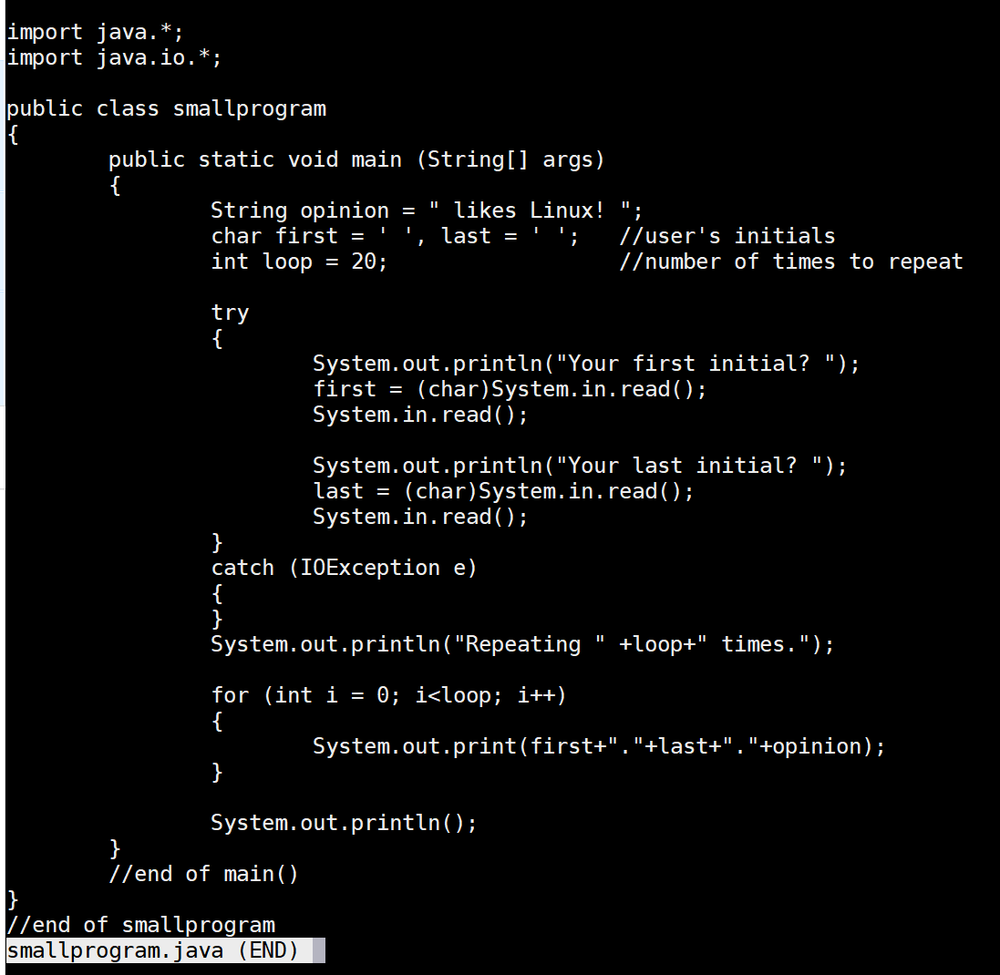 import java.*;
import java.io.*;

public class smallprogram
{
        public static void main (String[] args)
        {
                String opinion = " likes Linux! ";
                char first = ' ', last = ' ';   //user's initials
                int loop = 20;                  //number of times to repeat

                try
                {
                        System.out.println("Your first initial? ");
                        first = (char)System.in.read();
                        System.in.read();

                        System.out.println("Your last initial? ");
                        last = (char)System.in.read();
                        System.in.read();
                }
                catch (IOException e)
                {
                }
                System.out.println("Repeating " +loop+" times.");

                for (int i = 0; i<loop; i++)
                {
                        System.out.print(first+"."+last+"."+opinion);
                }

                System.out.println();
        }
        //end of main()
}
//end of smallprogram
smallprogram.java (END)